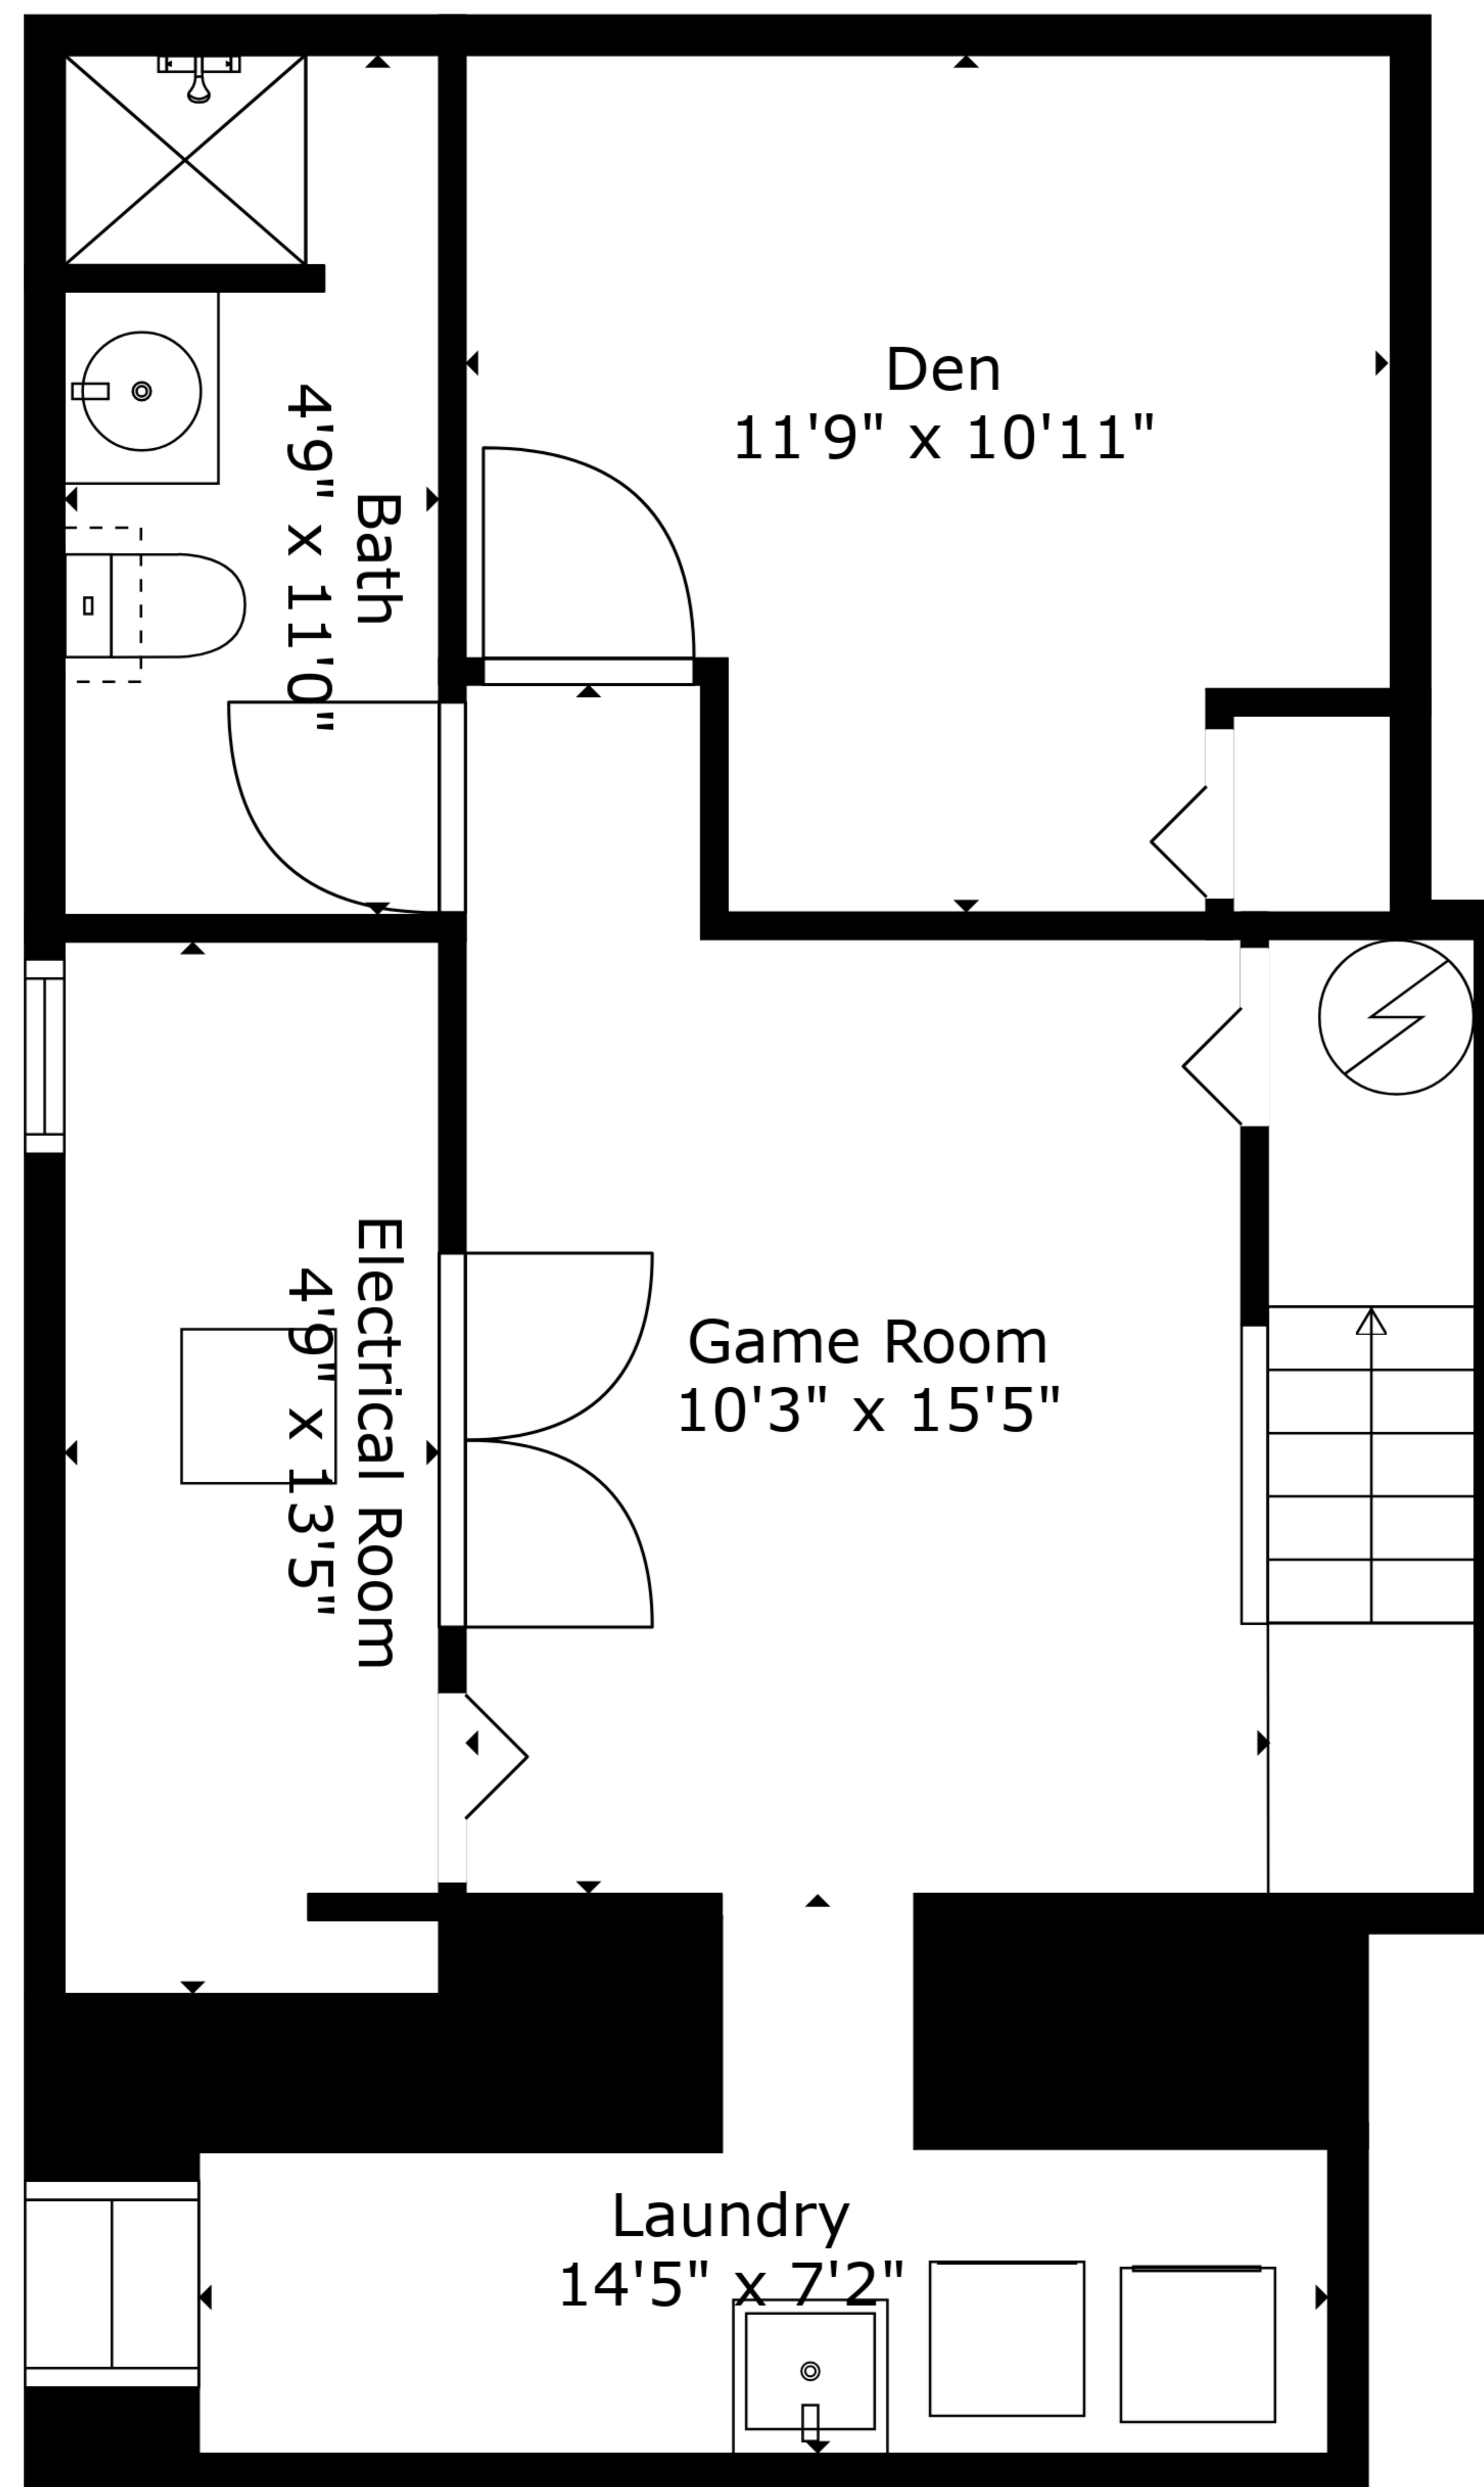 Den
11'9" x 10'11"
Bath
4'9" x 11'0"
Electrical Room
4'9" x 13'5"
Game Room
10'3" x 15'5"
Laundry
14'5" x 7'2"